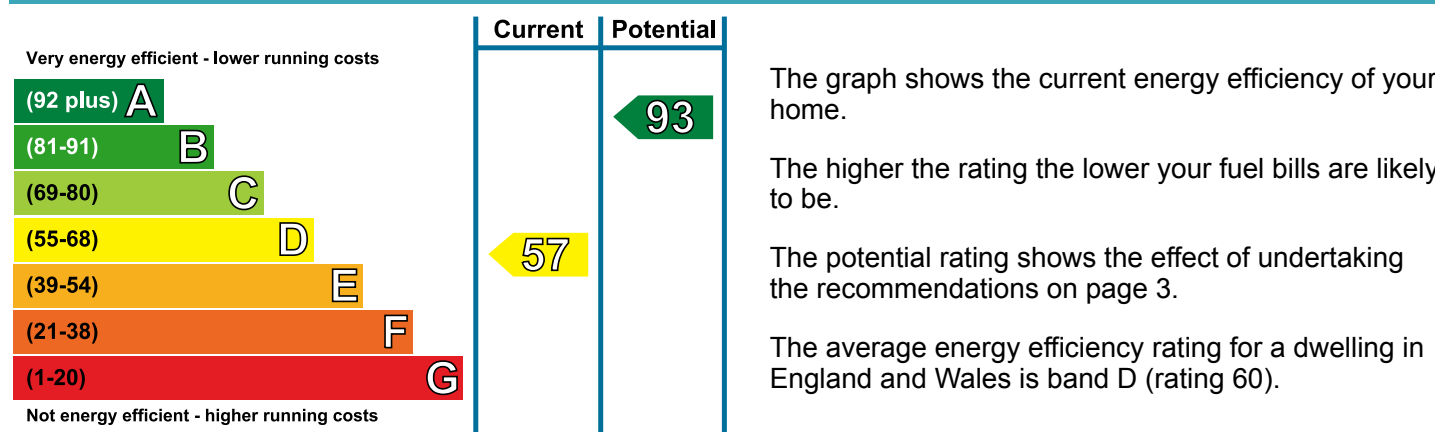 Current Potential
Very energy efficient - lower running costs
(92 plus) A
93
(81-91) B
(69-80) C
(55-68) D
57
(39-54) E
(21-38) F
(1-20) G
Not energy efficient - higher running costs
The graph shows the current energy efficiency of your
home.
The higher the rating the lower your fuel bills are likely
to be.
The potential rating shows the effect of undertaking
the recommendations on page 3.
The average energy efficiency rating for a dwelling in
England and Wales is band D (rating 60).